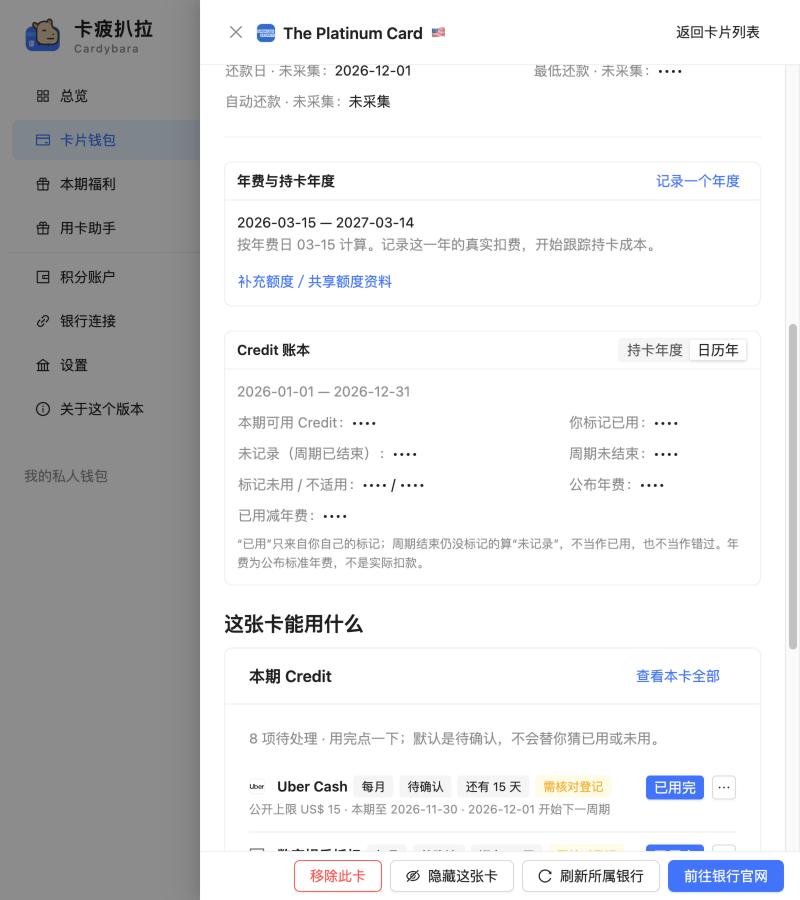 卡疲扒拉
Cardybara
总览
卡片钱包
本期福利
用卡助手
积分账户
银行连接
设置
关于这个版本
我的私人钱包
The Platinum Card
返回卡片列表
还款日 · 未采集： 2026-12-01
最低还款 · 未采集： ••••
自动还款 · 未采集： 未采集
年费与持卡年度
记录一个年度
2026-03-15 — 2027-03-14
按年费日 03-15 计算。记录这一年的真实扣费，开始跟踪持卡成本。
补充额度 / 共享额度资料
Credit 账本
持卡年度 日历年
2026-01-01 — 2026-12-31
本期可用 Credit： ••••
你标记已用： ••••
未记录（周期已结束）： ••••
周期未结束： ••••
标记未用 / 不适用： •••• / ••••
公布年费： ••••
已用减年费： ••••
“已用”只来自你自己的标记；周期结束仍没标记的算“未记录”，不当作已用，也不当作错过。年
费为公布标准年费，不是实际扣款。
这张卡能用什么
本期 Credit
查看本卡全部
8 项待处理 · 用完点一下；默认是待确认，不会替你猜已用或未用。
Uber Uber Cash 每月 待确认 还有 15 天 需核对登记 已用完 ···
公开上限 US$ 15 · 本期至 2026-11-30 · 2026-12-01 开始下一周期
移除此卡 隐藏这张卡 刷新所属银行 前往银行官网